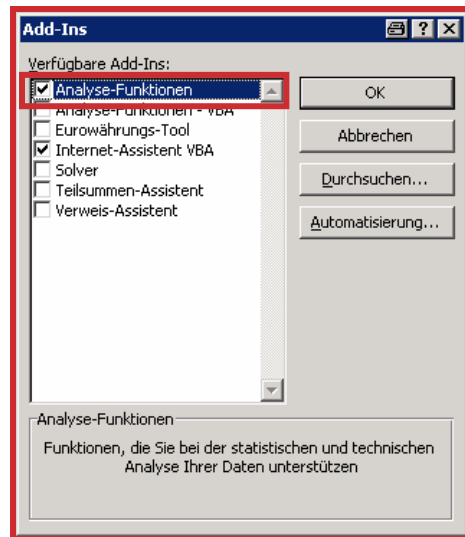 Add-Ins
Verfügbare Add-Ins:
Analyse-Funktionen
Analyse-Funktionen - VBA
Eurowährungs-Tool
Internet-Assistent VBA
Solver
Teilsummen-Assistent
Verweis-Assistent
OK
Abbrechen
Durchsuchen...
Automatisierung...
Analyse-Funktionen
Funktionen, die Sie bei der statistischen und technischen
Analyse Ihrer Daten unterstützen